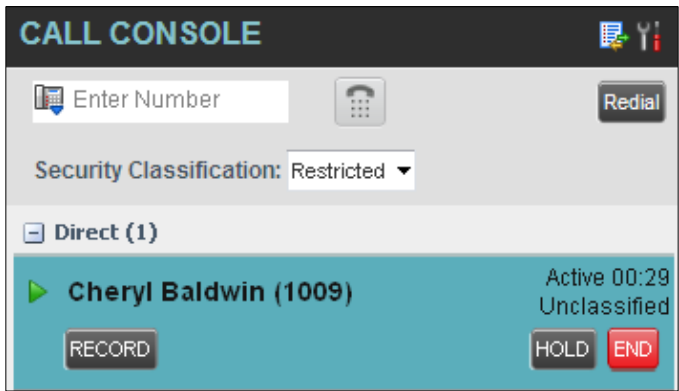 CALL CONSOLE
Enter Number
Redial
Security Classification: Restricted
Direct (1)
Cheryl Baldwin (1009)
Active 00:29
Unclassified
RECORD
HOLD
END